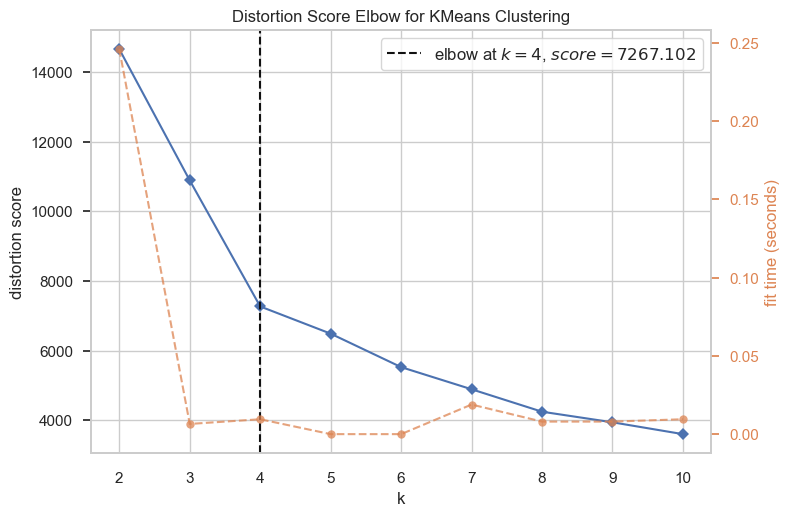 Distortion Score Elbow for KMeans Clustering
elbow at k = 4, score = 7267.102
distortion score
14000
12000
10000
8000
6000
4000
0.25
0.20
0.15
0.10
0.05
0.00
fit time (seconds)
2 3 4 5 6 7 8 9 10
k